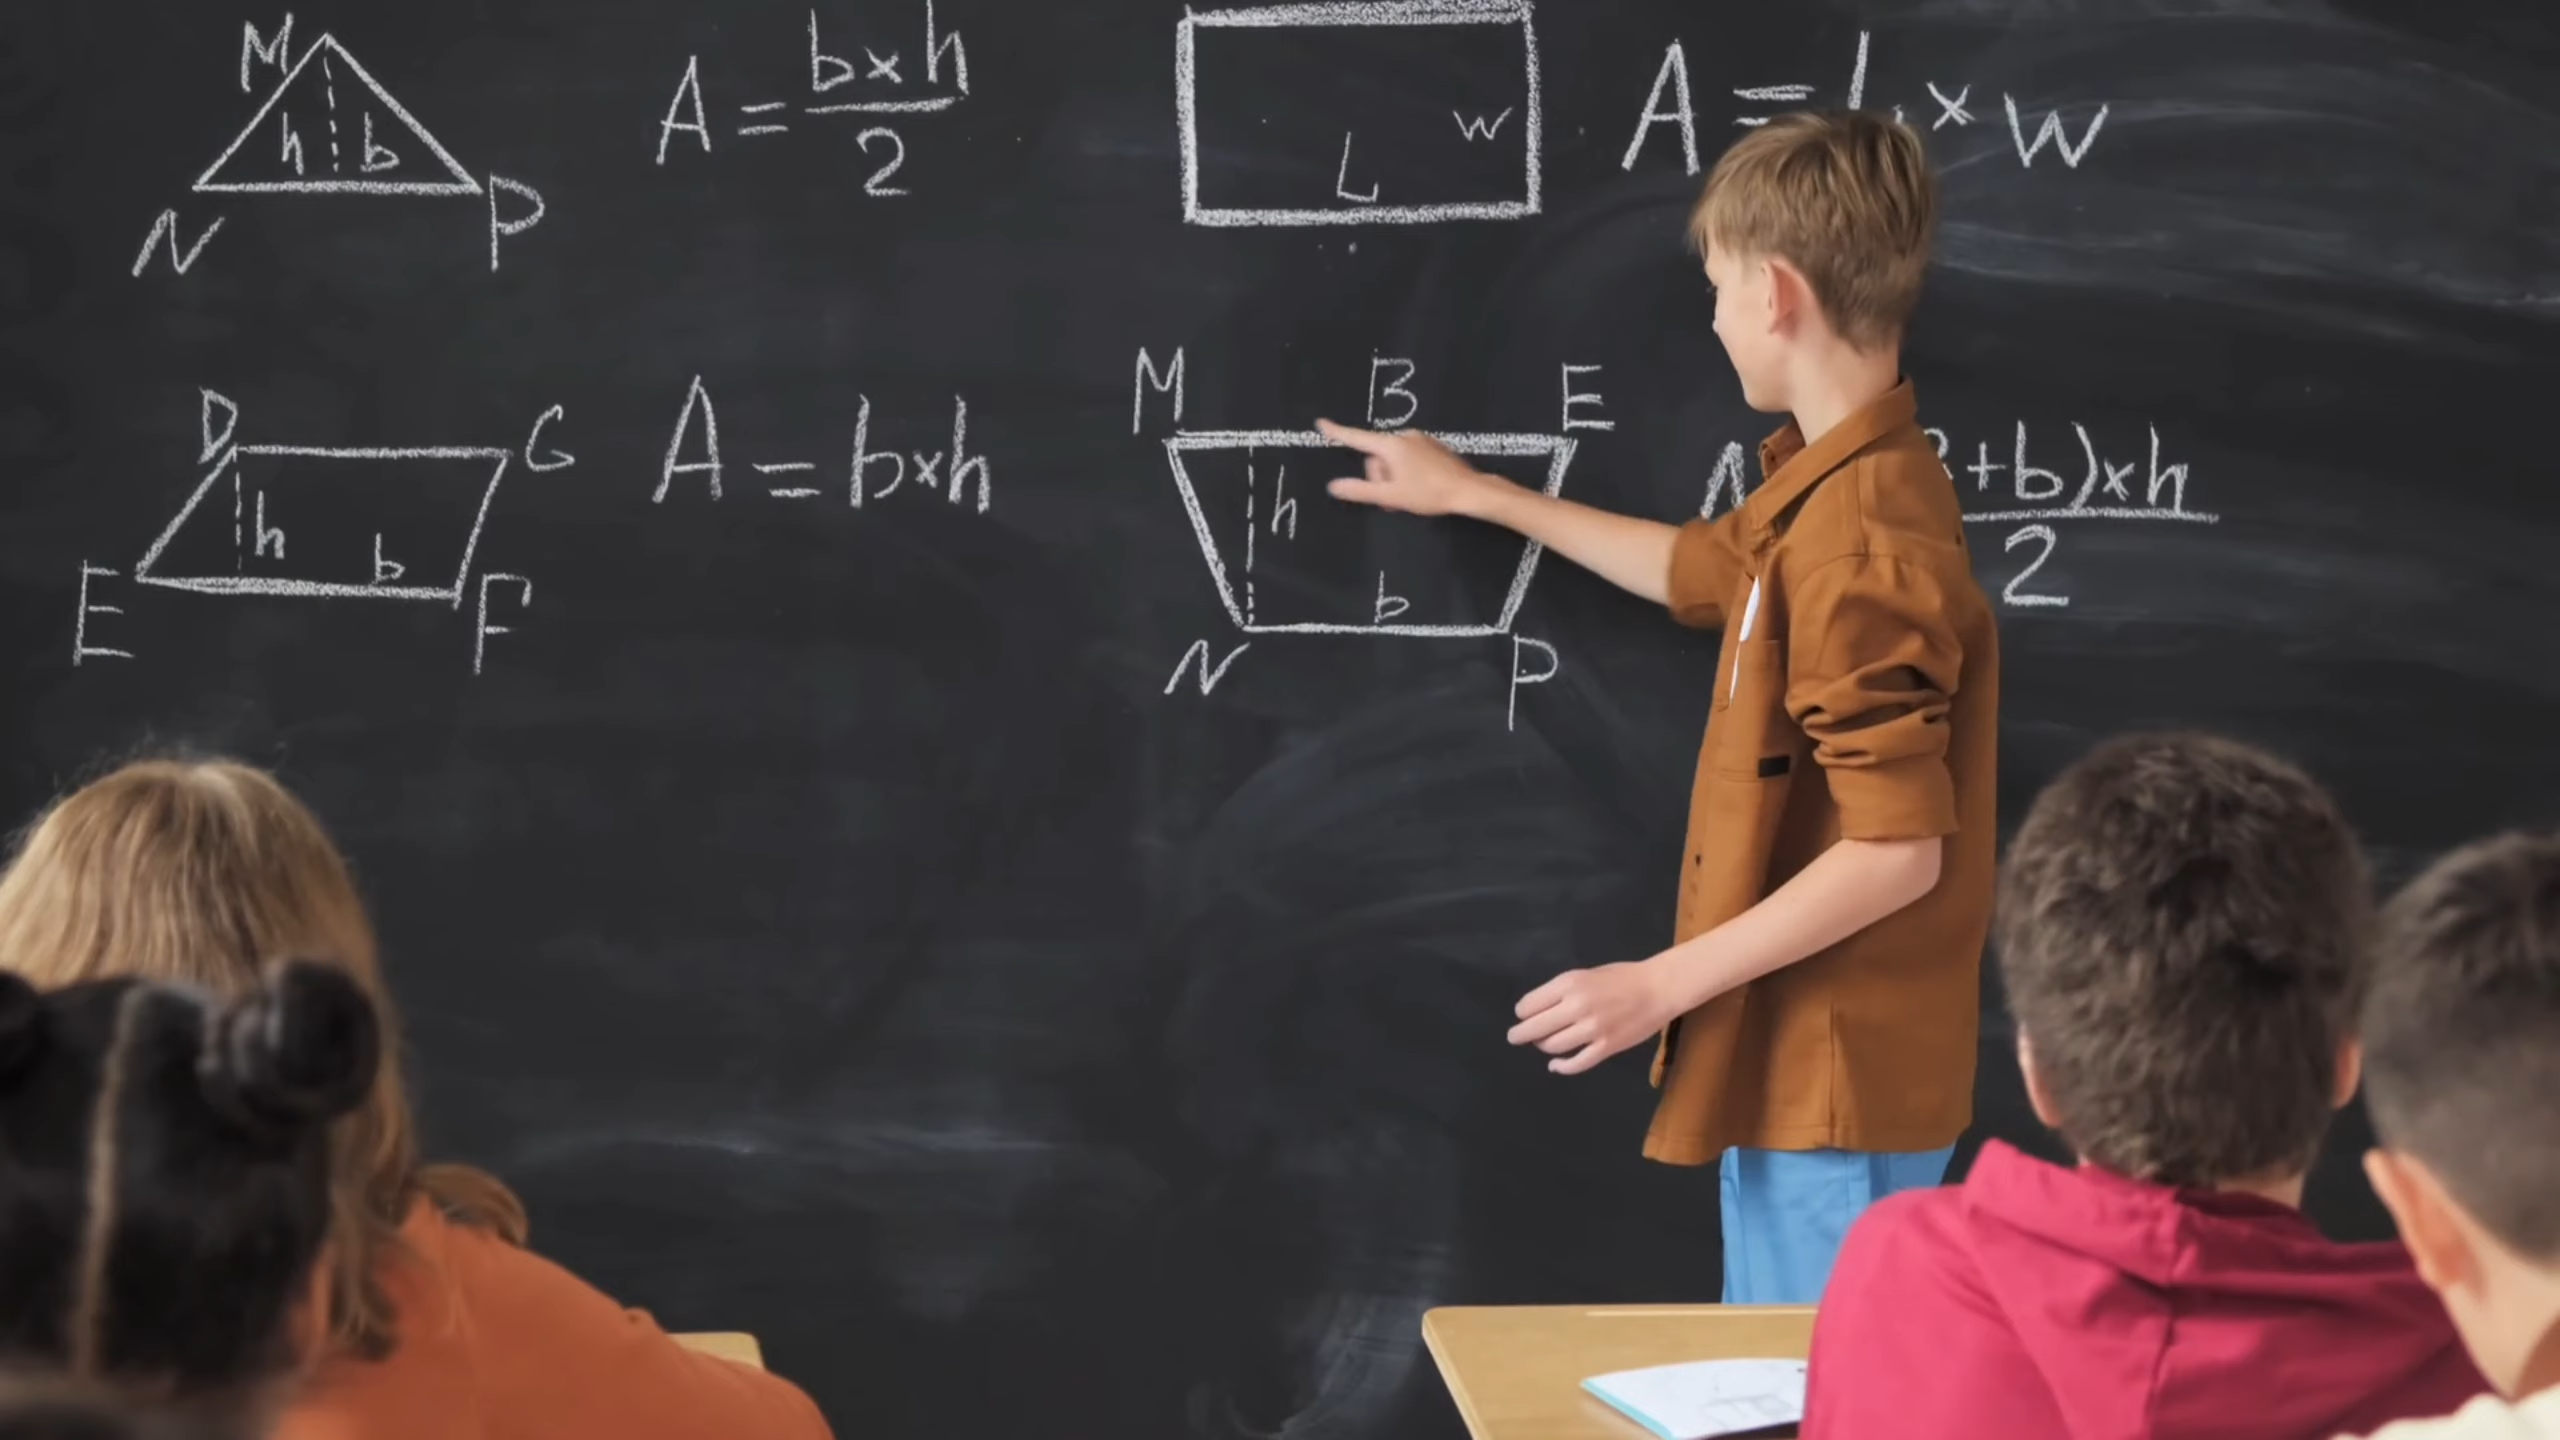 M
h b
N P
A = b×h
2
L W
A = L × W
D G
h
b
E F
A = b×h
M B E
h
b
N P
+b)×h
2